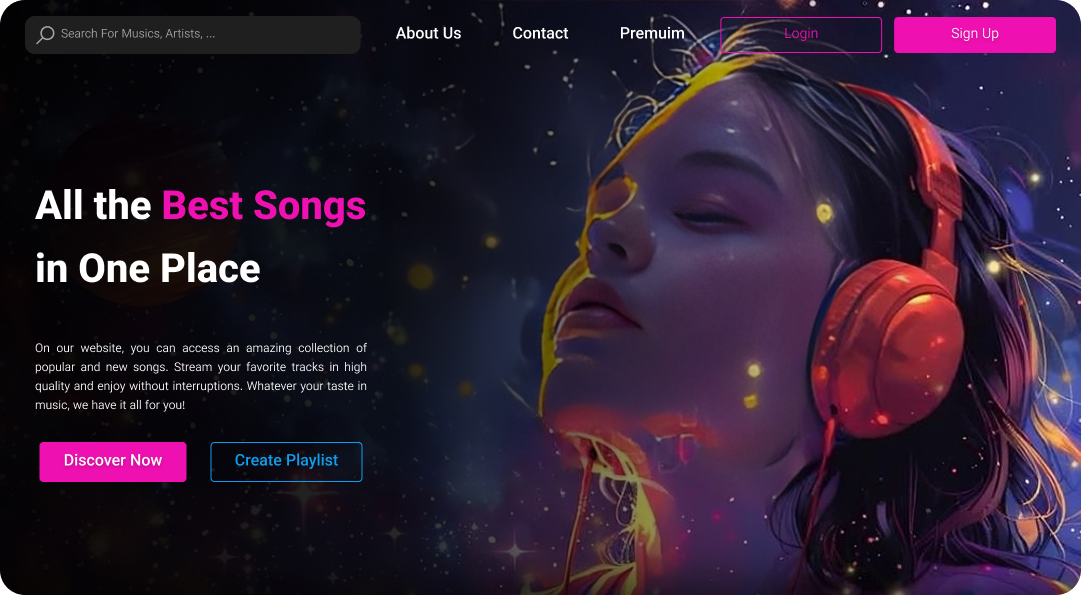 Search For Musics, Artists, ...
About Us
Contact
Premuim
Login
Sign Up
All the Best Songs
in One Place
On our website, you can access an amazing collection of
popular and new songs. Stream your favorite tracks in high
quality and enjoy without interruptions. Whatever your taste in
music, we have it all for you!
Discover Now
Create Playlist